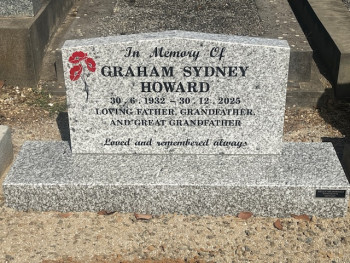 In Memory Of
GRAHAM SYDNEY
HOWARD
30 . 6 . 1932 - 30 . 12 . 2025
LOVING FATHER, GRANDFATHER,
AND GREAT GRANDFATHER
Loved and remembered always